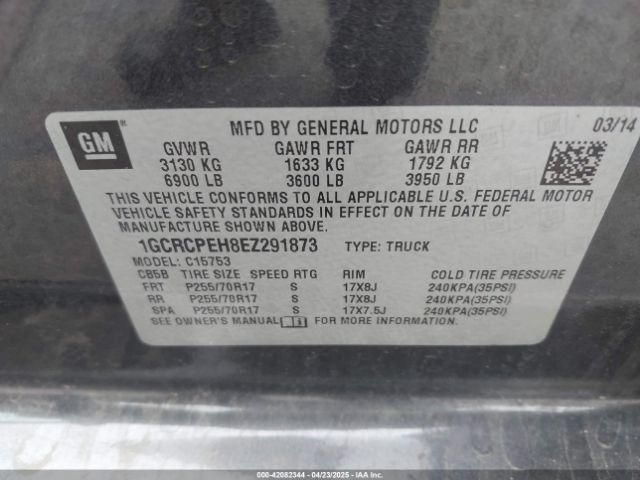 GM
MFD BY GENERAL MOTORS LLC 03/14
GVWR GAWR FRT GAWR RR
3130 KG 1633 KG 1792 KG
6900 LB 3600 LB 3950 LB
THIS VEHICLE CONFORMS TO ALL APPLICABLE U.S. FEDERAL MOTOR
VEHICLE SAFETY STANDARDS IN EFFECT ON THE DATE OF
MANUFACTURE SHOWN ABOVE.
1GCRCPEH8EZ291873 TYPE: TRUCK
MODEL: C15753
CB5B TIRE SIZE SPEED RTG RIM COLD TIRE PRESSURE
FRT P255/70R17 S 17X8J 240KPA(35PSI)
RR P255/70R17 S 17X8J 240KPA(35PSI)
SPA P255/70R17 S 17X7.5J 240KPA(35PSI)
SEE OWNER'S MANUAL FOR MORE INFORMATION.
000-42082344 - 04/23/2025 - IAA, Inc.